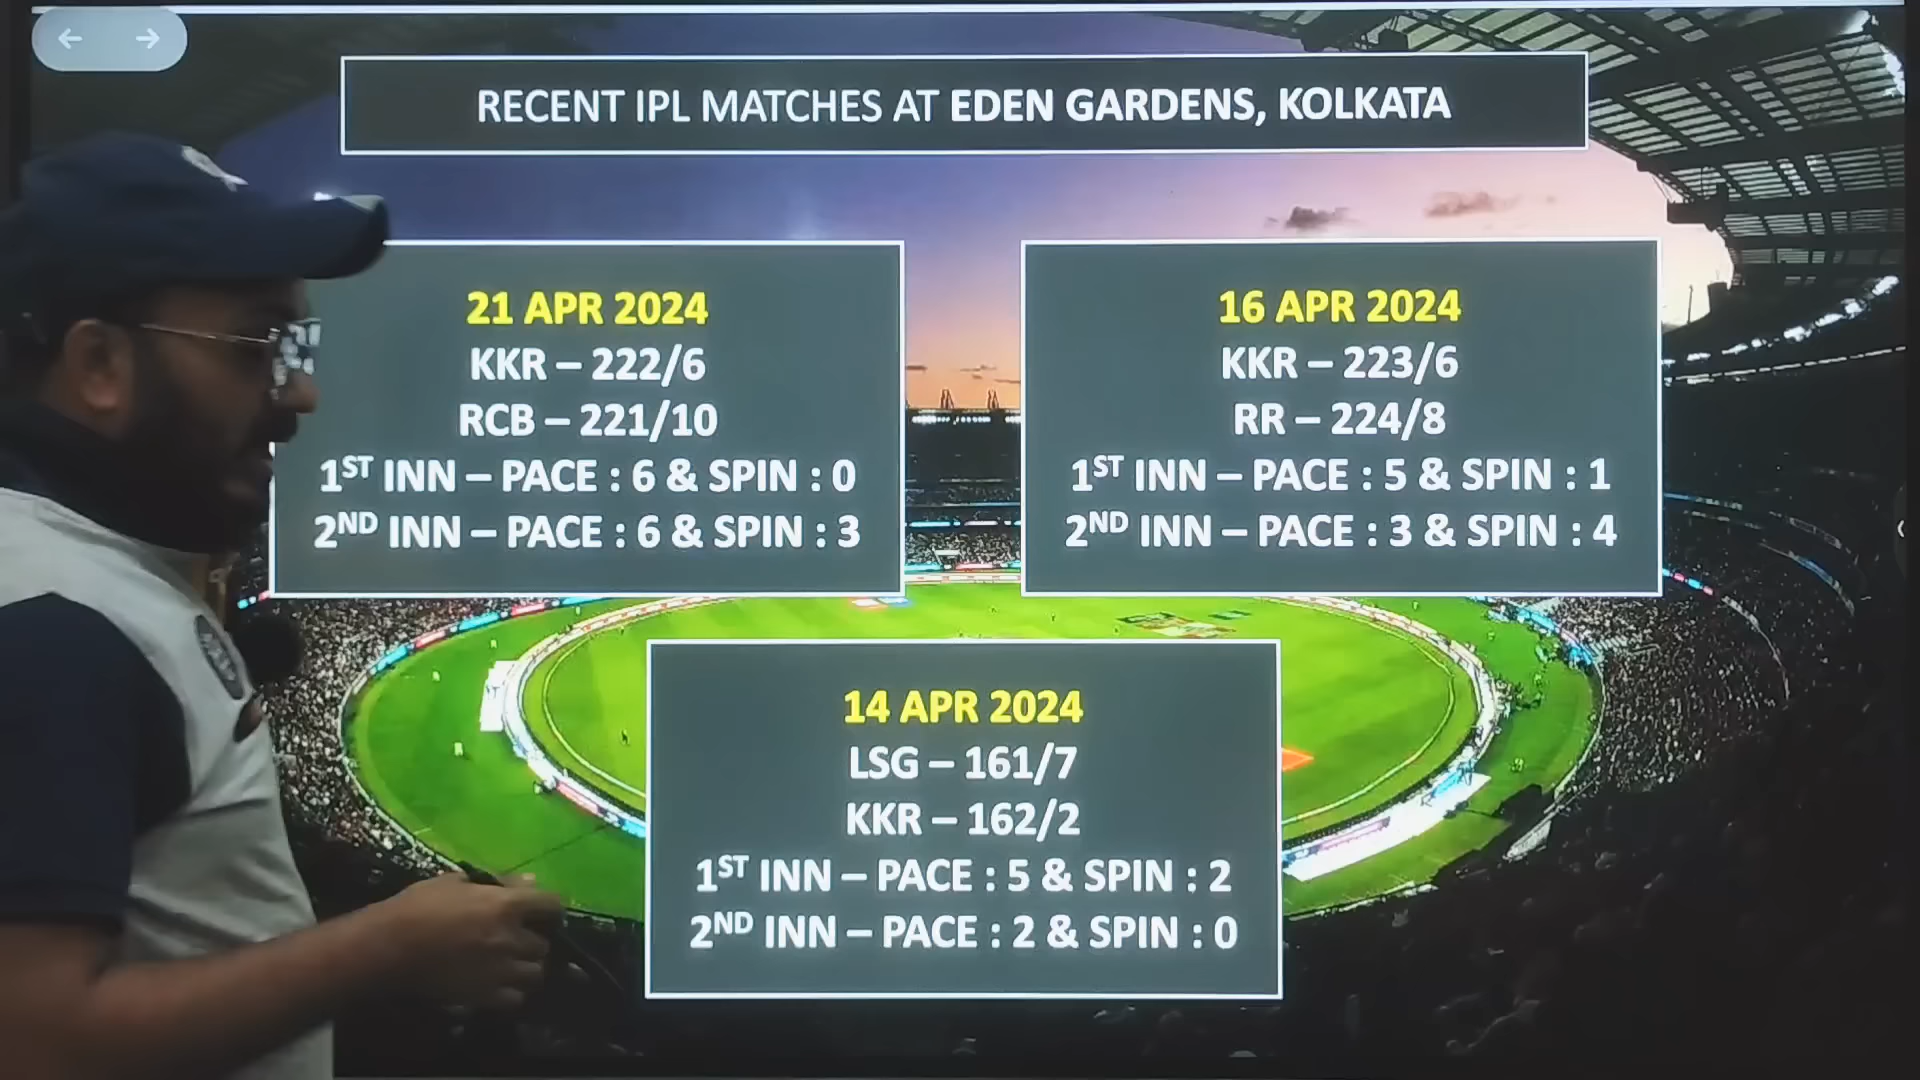 RECENT IPL MATCHES AT EDEN GARDENS, KOLKATA
21 APR 2024
KKR – 222/6
RCB – 221/10
1ST INN – PACE : 6 & SPIN : 0
2ND INN – PACE : 6 & SPIN : 3
16 APR 2024
KKR – 223/6
RR – 224/8
1ST INN – PACE : 5 & SPIN : 1
2ND INN – PACE : 3 & SPIN : 4
14 APR 2024
LSG – 161/7
KKR – 162/2
1ST INN – PACE : 5 & SPIN : 2
2ND INN – PACE : 2 & SPIN : 0